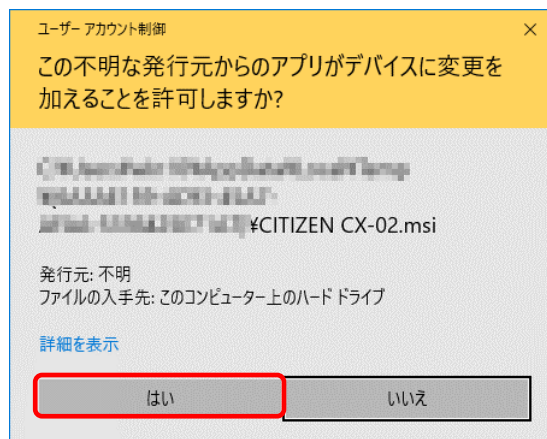 ユーザー アカウント制御
この不明な発行元からのアプリがデバイスに変更を
加えることを許可しますか?
¥CITIZEN CX-02.msi
発行元: 不明
ファイルの入手先: このコンピューター上のハード ドライブ
詳細を表示
はい
いいえ